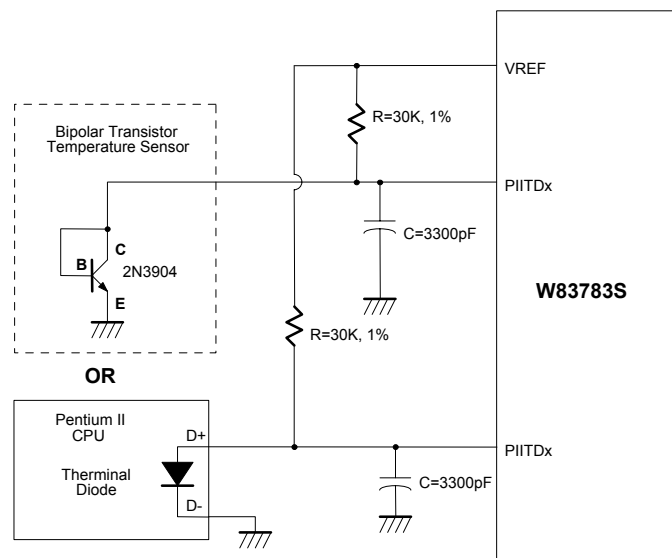 VREF
R=30K, 1%
Bipolar Transistor
Temperature Sensor
PIITDx
C
B
2N3904
E
C=3300pF
W83783S
R=30K, 1%
OR
Pentium II
CPU
D+
PIITDx
Therminal
Diode
C=3300pF
D-